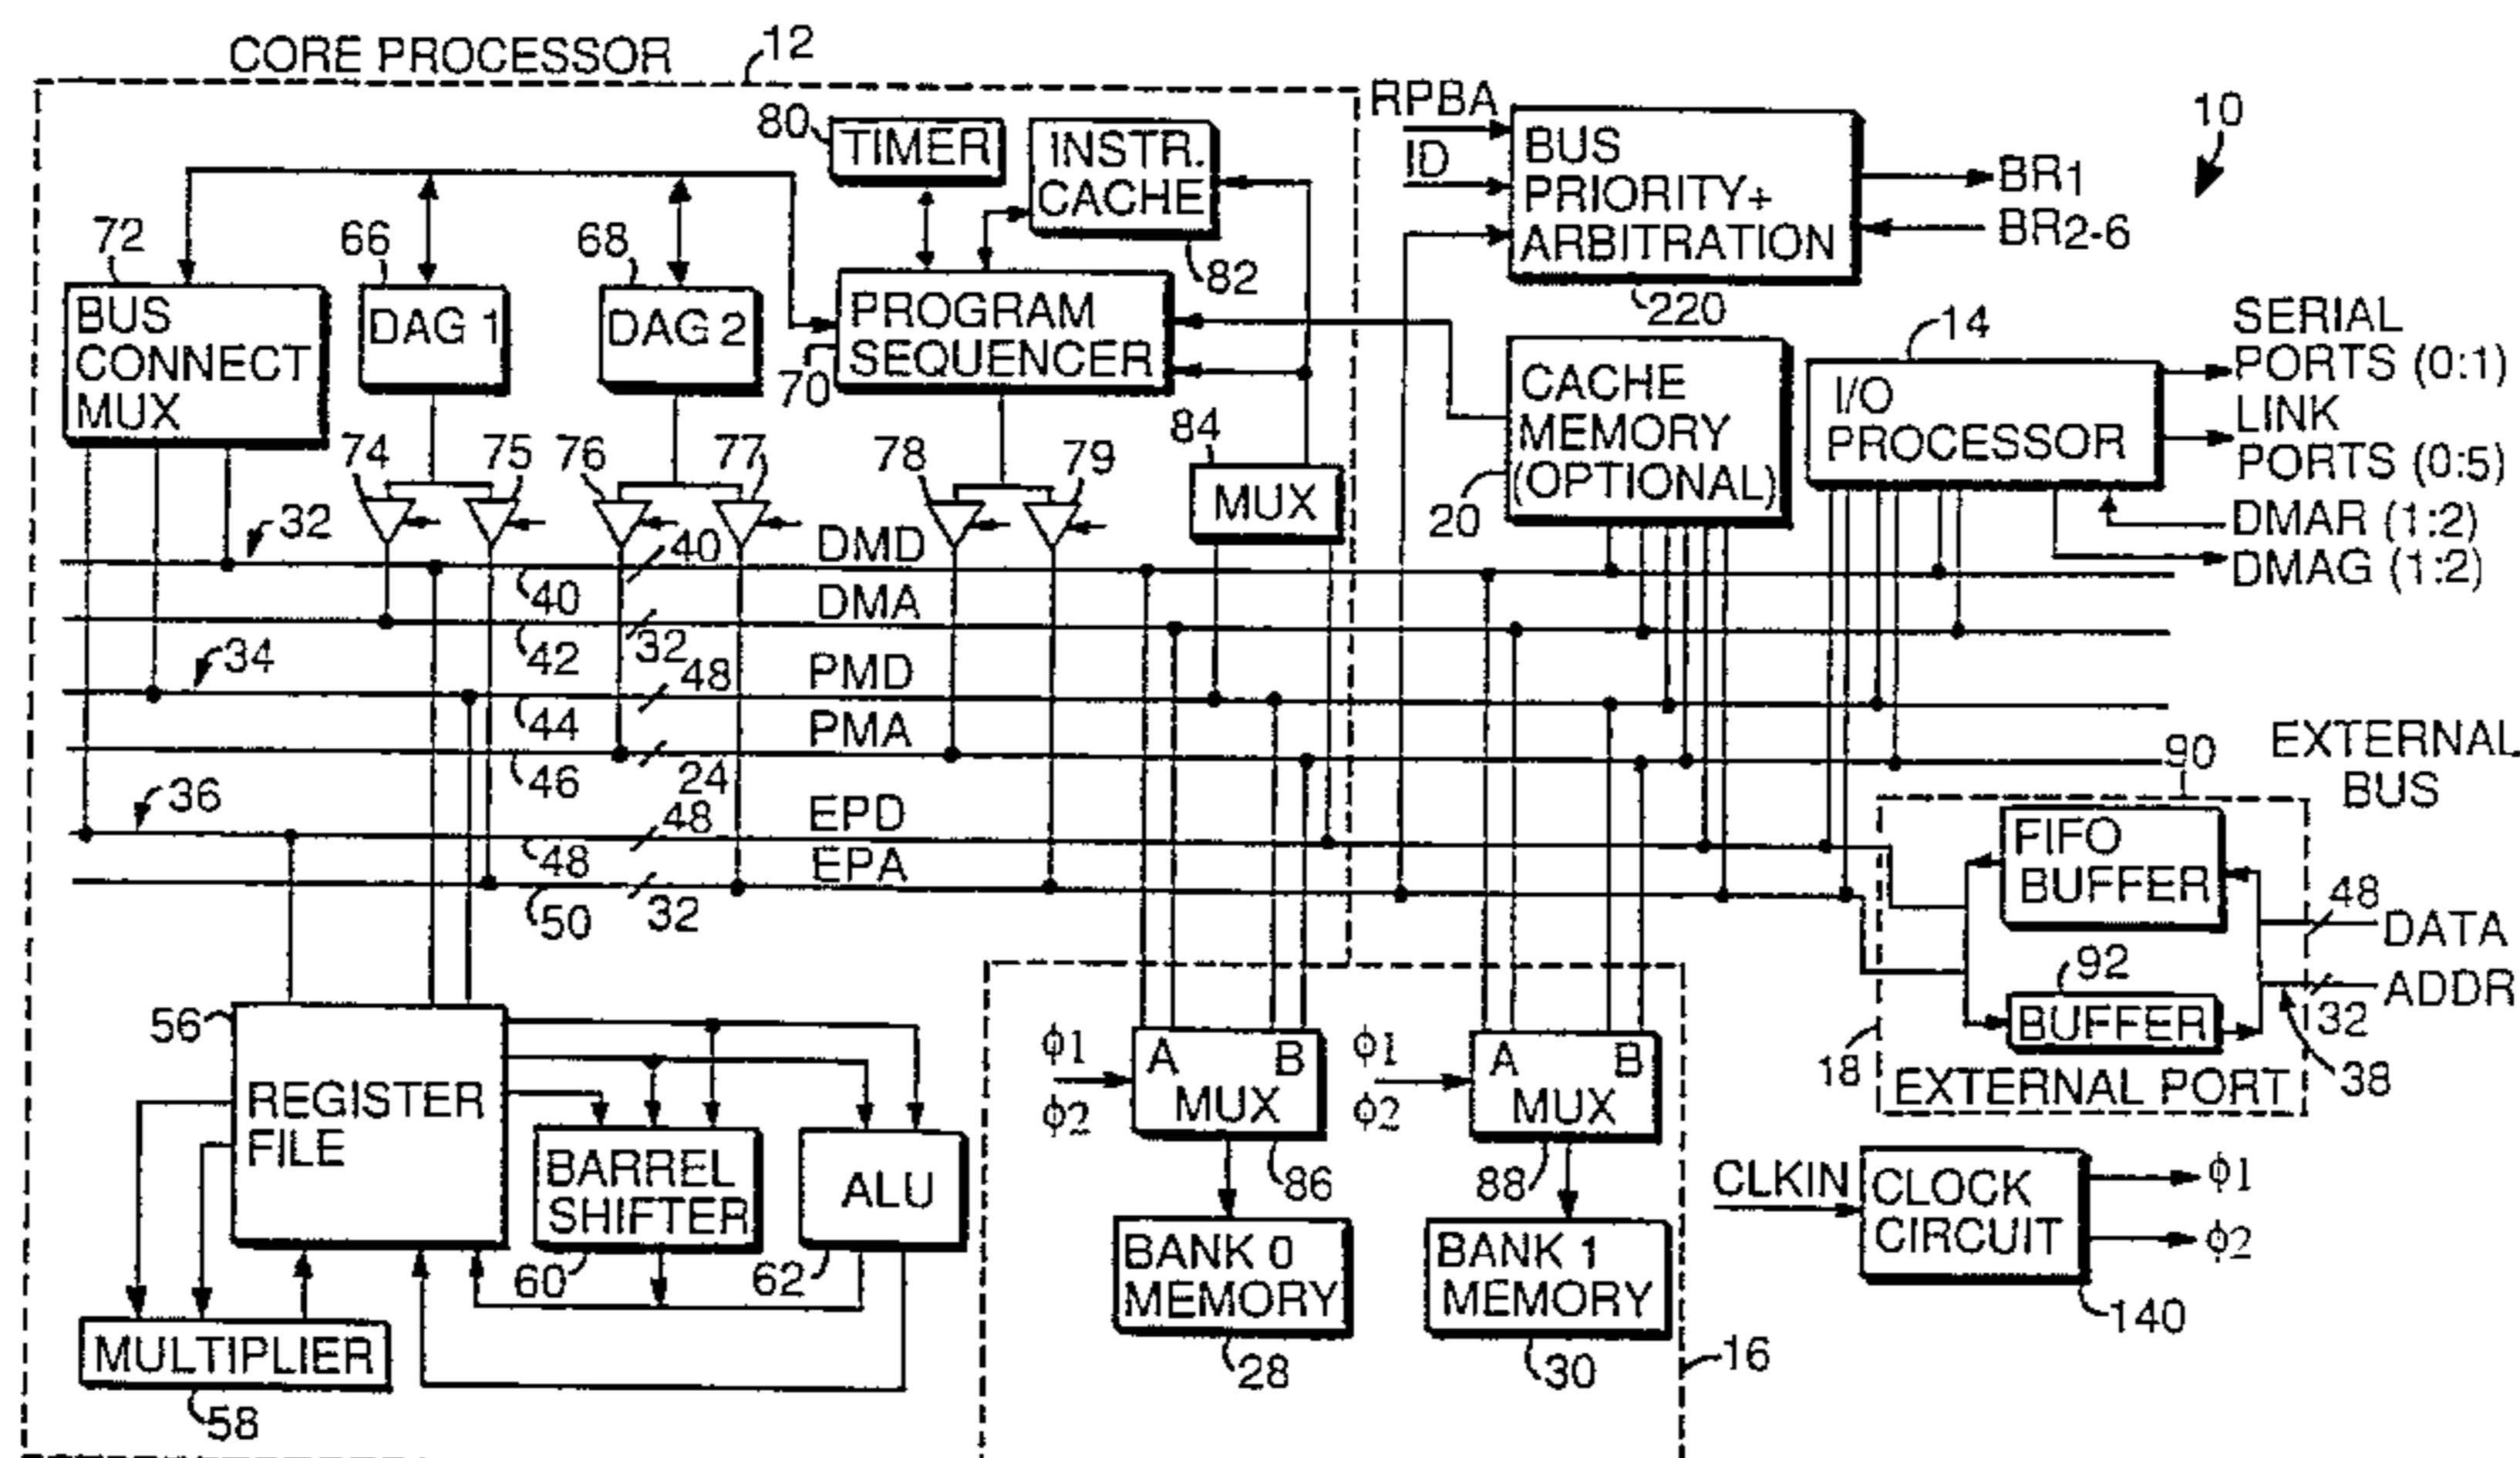 CORE PROCESSOR
12
80
TIMER
INSTR.
CACHE
82
RPBA
ID
BUS
PRIORITY+
ARBITRATION
220
BR1
BR2-6
10
72
BUS
CONNECT
MUX
66
DAG 1
68
DAG 2
70
PROGRAM
SEQUENCER
84
MUX
20
CACHE
MEMORY
(OPTIONAL)
14
I/O
PROCESSOR
SERIAL
PORTS (0:1)
LINK
PORTS (0:5)
DMAR (1:2)
DMAG (1:2)
74
75
76
77
78
79
32
40
40
DMD
42
32
DMA
34
44
48
PMD
46
24
PMA
36
48
48
EPD
50
32
EPA
90
EXTERNAL
BUS
FIFO
BUFFER
48
DATA
92
BUFFER
ADDR
32
38
18
EXTERNAL PORT
56
REGISTER
FILE
BARREL
SHIFTER
60
ALU
62
MULTIPLIER
58
ϕ1
ϕ2
A
B
MUX
86
BANK 0
MEMORY
28
ϕ1
ϕ2
A
B
MUX
88
BANK 1
MEMORY
30
16
CLKIN
CLOCK
CIRCUIT
140
ϕ1
ϕ2